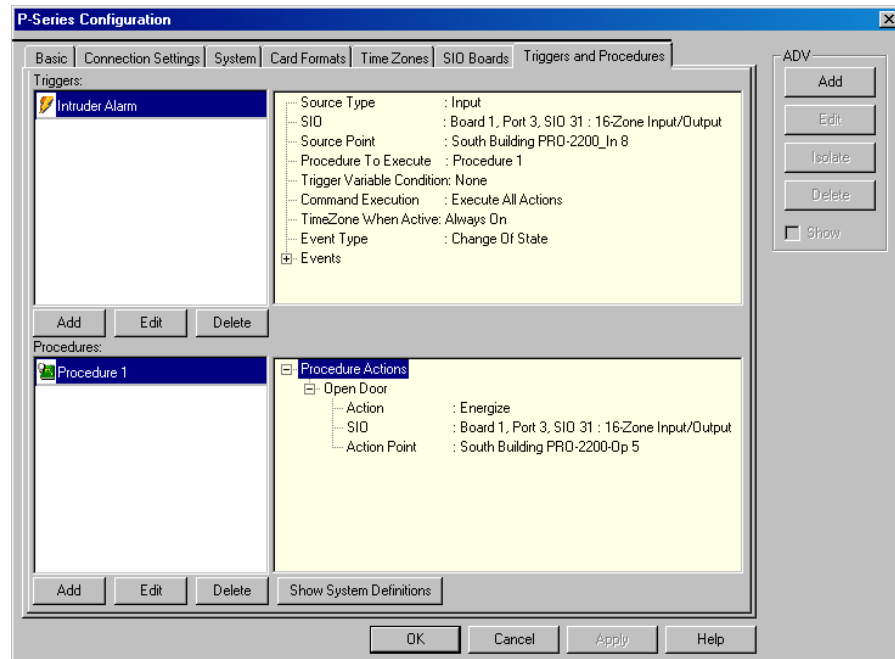 P-Series Configuration
Basic
Connection Settings
System
Card Formats
Time Zones
SIO Boards
Triggers and Procedures
Triggers:
Intruder Alarm
Source Type : Input
SIO : Board 1, Port 3, SIO 31 : 16-Zone Input/Output
Source Point : South Building PRO-2200_In 8
Procedure To Execute : Procedure 1
Trigger Variable Condition: None
Command Execution : Execute All Actions
TimeZone When Active: Always On
Event Type : Change Of State
Events
Add
Edit
Delete
Procedures:
Procedure 1
Procedure Actions
Open Door
Action : Energize
SIO : Board 1, Port 3, SIO 31 : 16-Zone Input/Output
Action Point : South Building PRO-2200-Op 5
Add
Edit
Delete
Show System Definitions
ADV
Add
Edit
Isolate
Delete
Show
OK
Cancel
Apply
Help